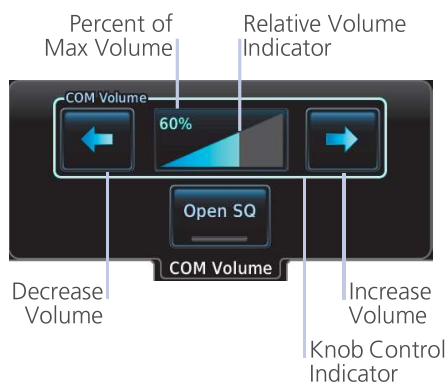 Percent of
Max Volume
Relative Volume
Indicator
COM Volume
60%
Open SQ
COM Volume
Decrease
Volume
Increase
Volume
Knob Control
Indicator